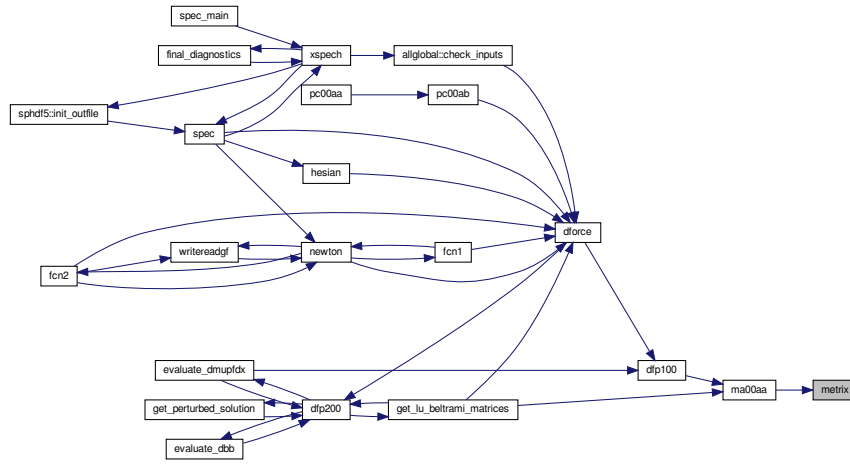 spec_main
final_diagnostics
xspech
allglobal::check_inputs
pc00aa
pc00ab
sphdf5::init_outfile
spec
hesian
dforce
writereadgf
newton
fcn1
fcn2
evaluate_dmupfdx
dfp100
ma00aa
metrix
get_perturbed_solution
dfp200
get_lu_beltrami_matrices
evaluate_dbb